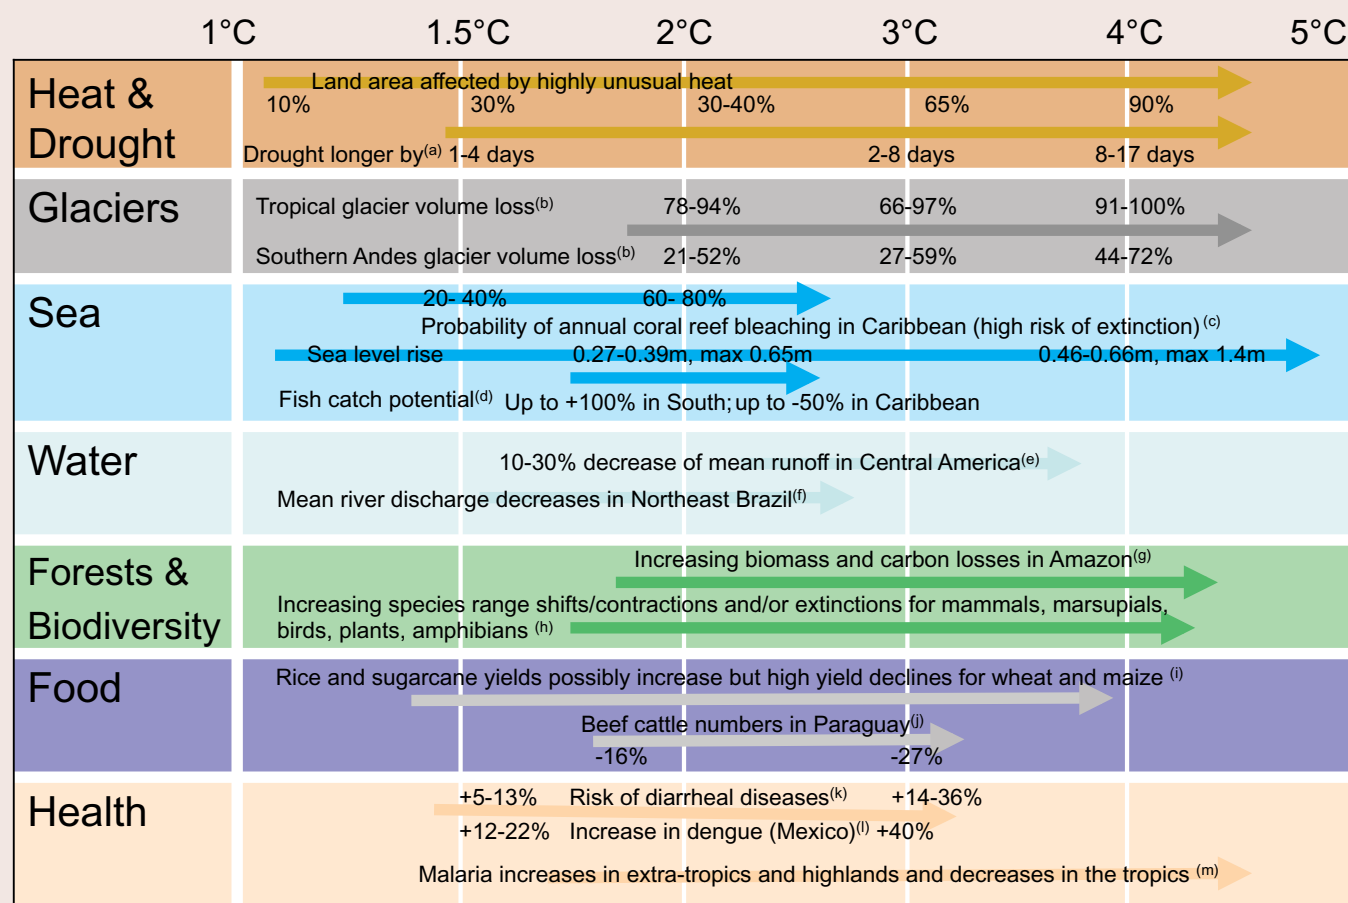 1°C 1.5°C 2°C 3°C 4°C 5°C
Heat &
Drought
Land area affected by highly unusual heat
10% 30% 30-40% 65% 90%
Drought longer by(a) 1-4 days 2-8 days 8-17 days
Glaciers
Tropical glacier volume loss(b) 78-94% 66-97% 91-100%
Southern Andes glacier volume loss(b) 21-52% 27-59% 44-72%
Sea
20- 40% 60- 80%
Probability of annual coral reef bleaching in Caribbean (high risk of extinction) (c)
Sea level rise 0.27-0.39m, max 0.65m 0.46-0.66m, max 1.4m
Fish catch potential(d) Up to +100% in South; up to -50% in Caribbean
Water
10-30% decrease of mean runoff in Central America(e)
Mean river discharge decreases in Northeast Brazil(f)
Forests &
Biodiversity
Increasing biomass and carbon losses in Amazon(g)
Increasing species range shifts/contractions and/or extinctions for mammals, marsupials,
birds, plants, amphibians (h)
Food
Rice and sugarcane yields possibly increase but high yield declines for wheat and maize (i)
Beef cattle numbers in Paraguay(j)
-16% -27%
Health
+5-13% Risk of diarrheal diseases(k) +14-36%
+12-22% Increase in dengue (Mexico)(l) +40%
Malaria increases in extra-tropics and highlands and decreases in the tropics (m)